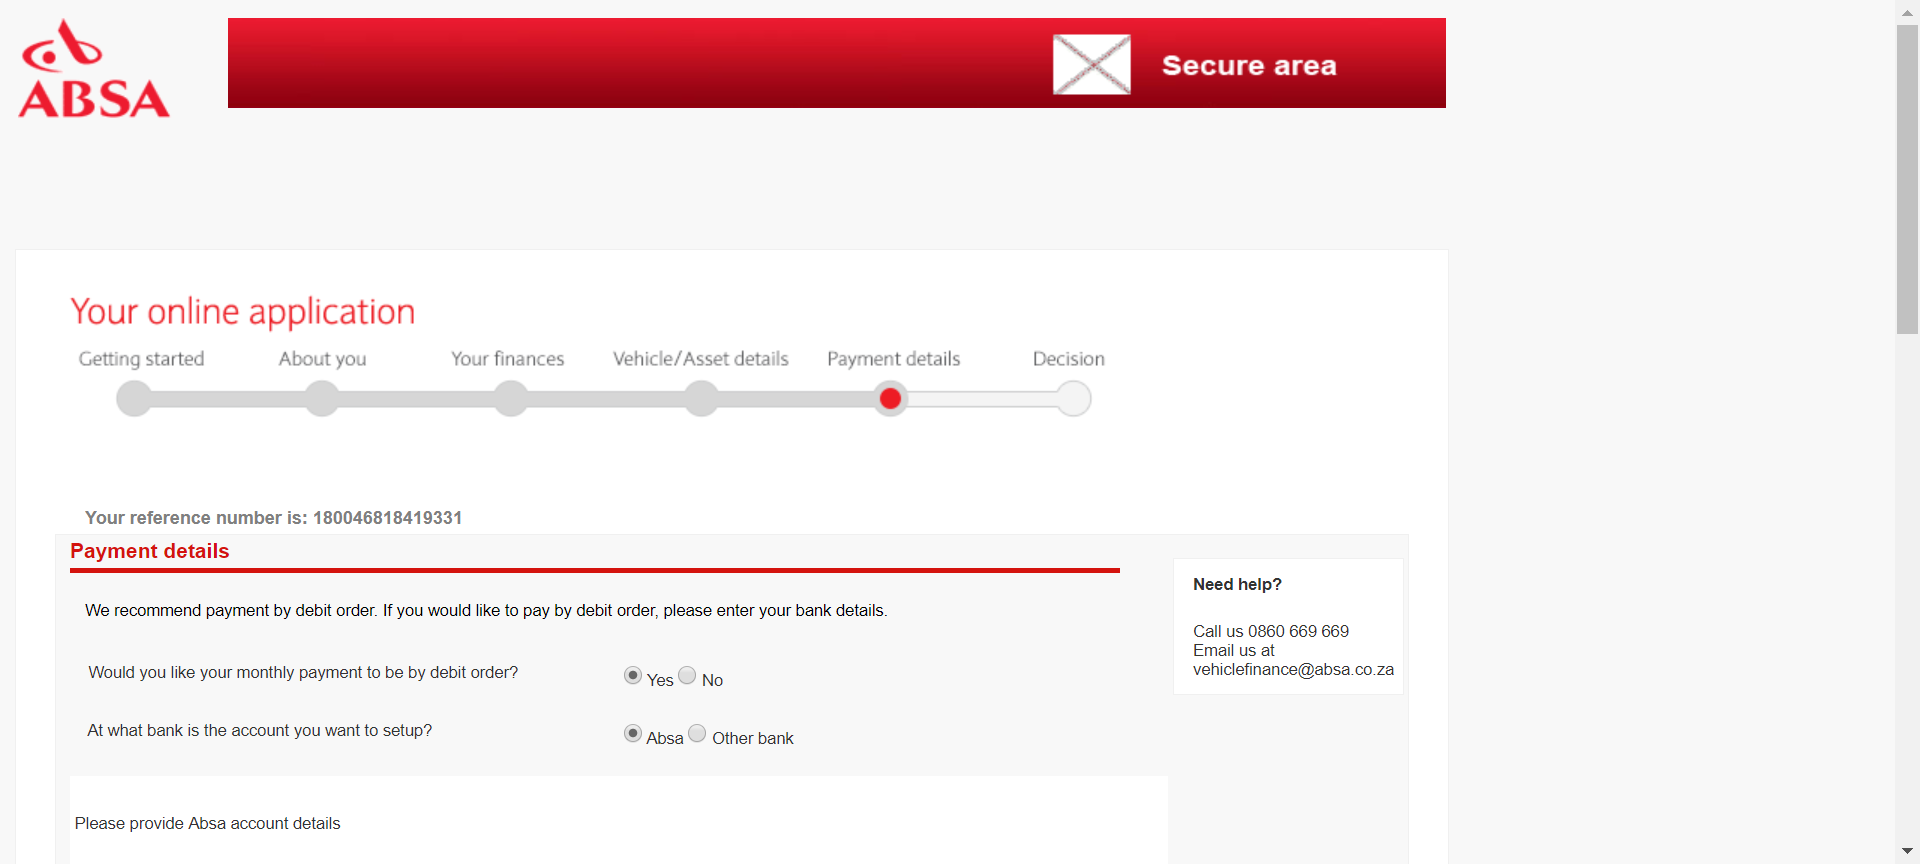 ABSA
Secure area
Your online application
Getting started About you Your finances Vehicle/Asset details Payment details Decision
Your reference number is: 180046818419331
Payment details
We recommend payment by debit order. If you would like to pay by debit order, please enter your bank details.
Would you like your monthly payment to be by debit order? Yes No
At what bank is the account you want to setup? Absa Other bank
Please provide Absa account details
Need help?
Call us 0860 669 669
Email us at
vehiclefinance@absa.co.za